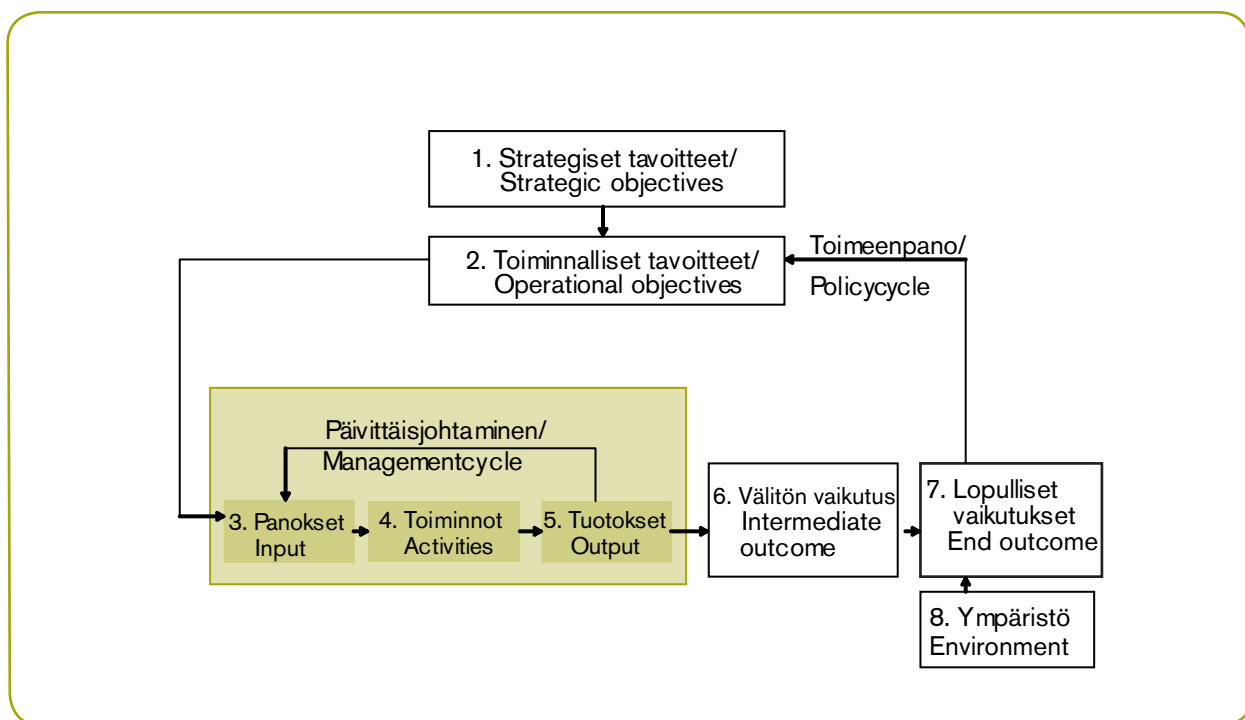 1. Strategiset tavoitteet/
Strategic objectives
2. Toiminnalliset tavoitteet/
Operational objectives
Toimeenpano/
Policycycle
Päivittäisjohtaminen/
Managementcycle
3. Panokset
Input
4. Toiminnot
Activities
5. Tuotokset
Output
6. Välitön vaikutus
Intermediate
outcome
7. Lopulliset
vaikutukset
End outcome
8. Ympäristö
Environment